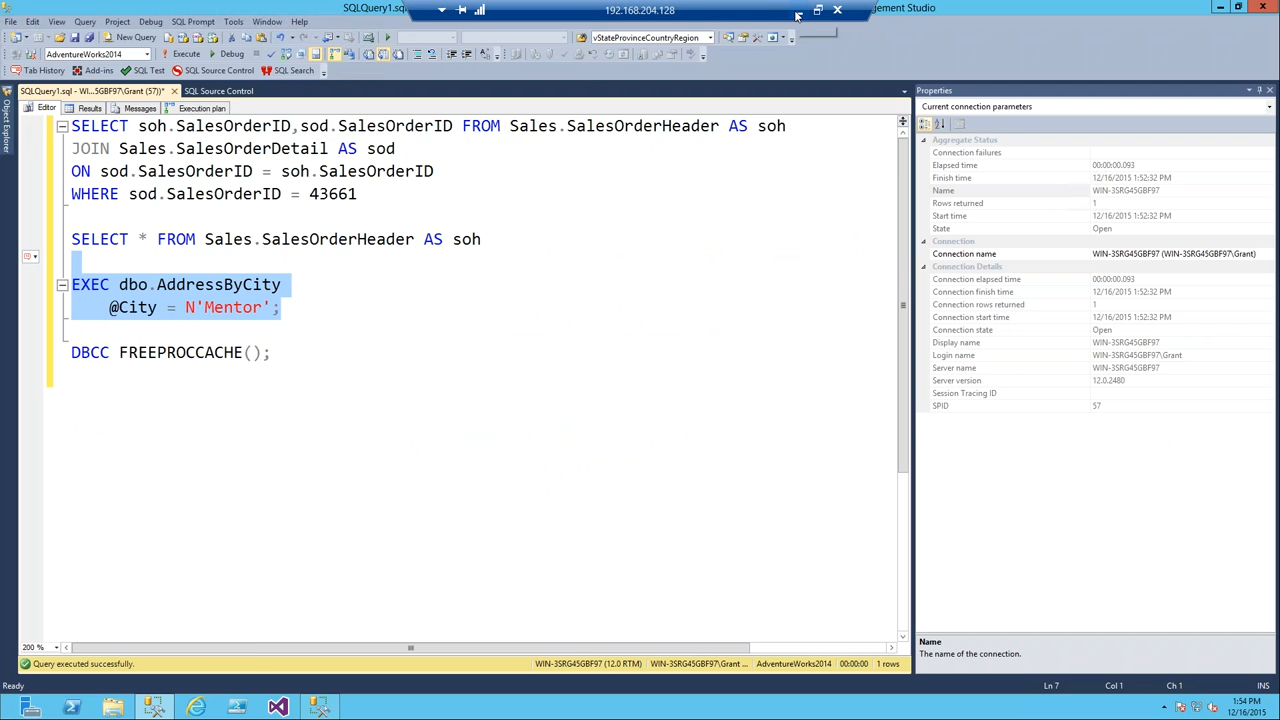 SQLQuery1.sq
192.168.204.128
gement Studio
File Edit View Query Project Debug SQL Prompt Tools Window Help
New Query vStateProvinceCountryRegion
AdventureWorks2014 Execute Debug
Tab History Add-ins SQL Test SQL Source Control SQL Search
SQLQuery1.sql - WI...5GBF97\Grant (57))* SQL Source Control
Editor Results Messages Execution plan
SELECT soh.SalesOrderID,sod.SalesOrderID FROM Sales.SalesOrderHeader AS soh
JOIN Sales.SalesOrderDetail AS sod
ON sod.SalesOrderID = soh.SalesOrderID
WHERE sod.SalesOrderID = 43661
SELECT * FROM Sales.SalesOrderHeader AS soh
EXEC dbo.AddressByCity
@City = N'Mentor';
DBCC FREEPROCCACHE();
200 %
Query executed successfully. WIN-3SRG45GBF97 (12.0 RTM) WIN-3SRG45GBF97\Grant ... AdventureWorks2014 00:00:00 1 rows
Object Explorer
Properties
Current connection parameters
Aggregate Status
Connection failures
Elapsed time 00:00:00.093
Finish time 12/16/2015 1:52:32 PM
Name WIN-3SRG45GBF97
Rows returned 1
Start time 12/16/2015 1:52:32 PM
State Open
Connection
Connection name WIN-3SRG45GBF97 (WIN-3SRG45GBF97\Grant)
Connection Details
Connection elapsed time 00:00:00.093
Connection finish time 12/16/2015 1:52:32 PM
Connection rows returned 1
Connection start time 12/16/2015 1:52:32 PM
Connection state Open
Display name WIN-3SRG45GBF97
Login name WIN-3SRG45GBF97\Grant
Server name WIN-3SRG45GBF97
Server version 12.0.2480
Session Tracing ID
SPID 57
Name
The name of the connection.
Ready Ln 7 Col 1 Ch 1 INS
1:54 PM
12/16/2015